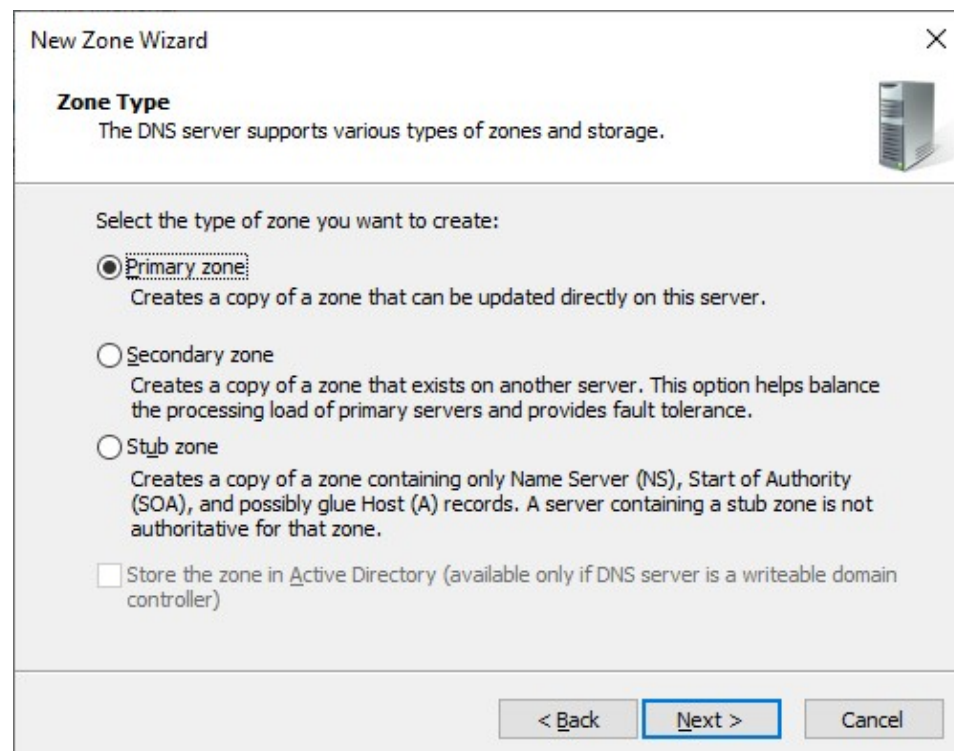 New Zone Wizard
Zone Type
The DNS server supports various types of zones and storage.
Select the type of zone you want to create:
Primary zone
Creates a copy of a zone that can be updated directly on this server.
Secondary zone
Creates a copy of a zone that exists on another server. This option helps balance
the processing load of primary servers and provides fault tolerance.
Stub zone
Creates a copy of a zone containing only Name Server (NS), Start of Authority
(SOA), and possibly glue Host (A) records. A server containing a stub zone is not
authoritative for that zone.
Store the zone in Active Directory (available only if DNS server is a writeable domain
controller)
< Back Next > Cancel